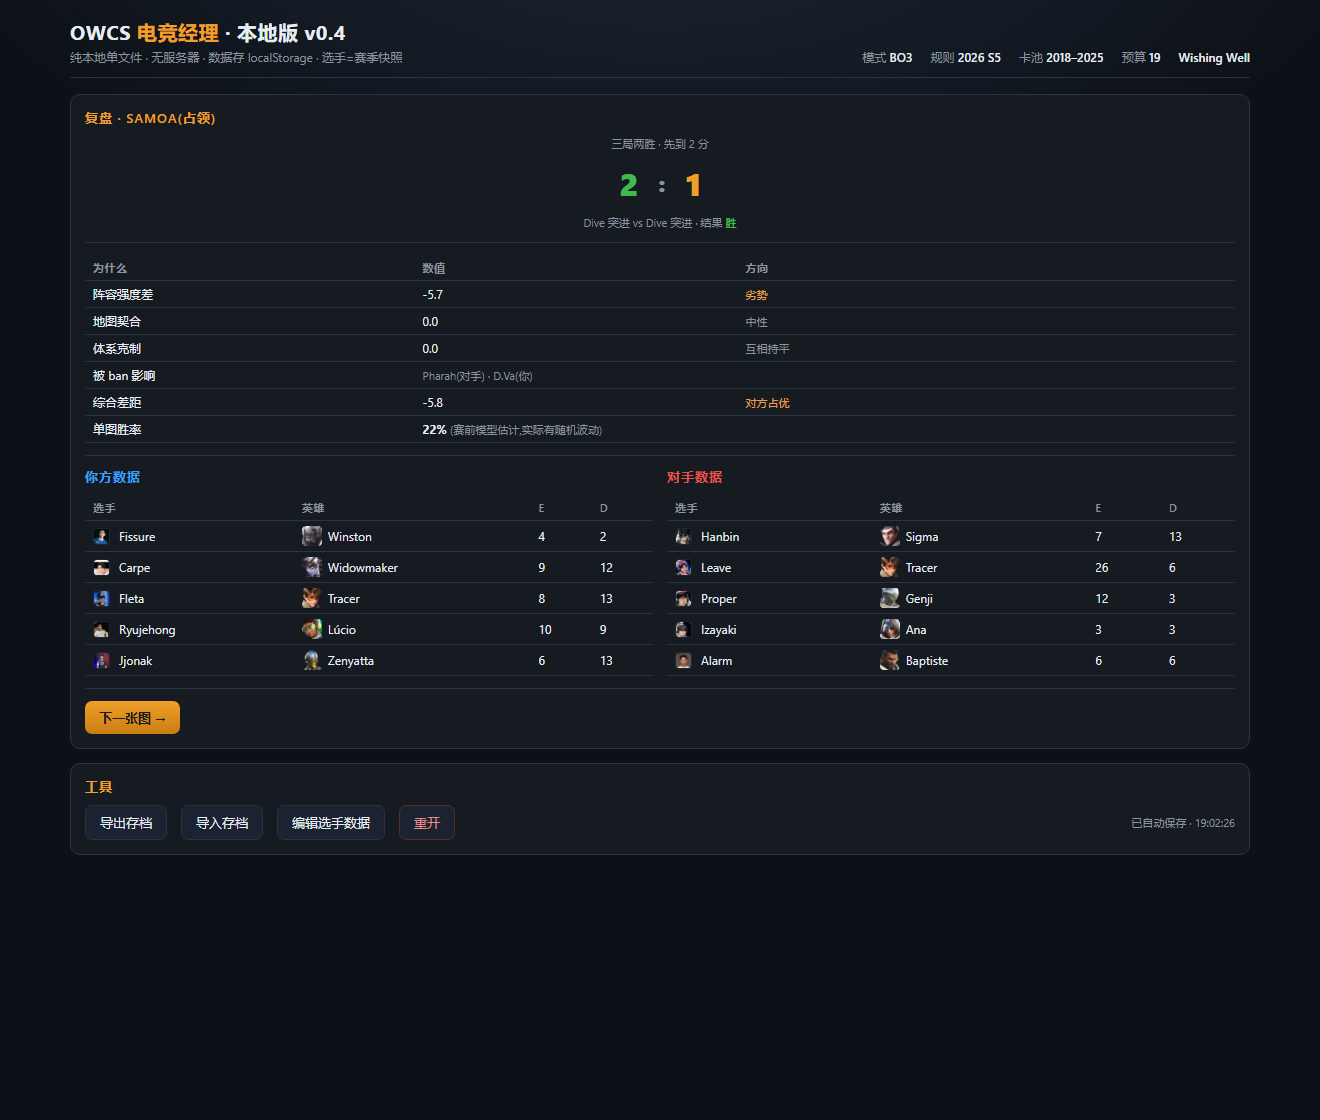 OWCS 电竞经理 · 本地版 v0.4
纯本地单文件 · 无服务器 · 数据存 localStorage · 选手=赛季快照
模式 BO3 规则 2026 S5 卡池 2018–2025 预算 19 Wishing Well
复盘 · SAMOA(占领)
三局两胜 · 先到 2 分
2 : 1
Dive 突进 vs Dive 突进 · 结果 胜
为什么 数值 方向
阵容强度差 -5.7 劣势
地图契合 0.0 中性
体系克制 0.0 互相持平
被 ban 影响 Pharah(对手) · D.Va(你)
综合差距 -5.8 对方占优
单图胜率 22% (赛前模型估计,实际有随机波动)
你方数据
选手 英雄 E D
Fissure Winston 4 2
Carpe Widowmaker 9 12
Fleta Tracer 8 13
Ryujehong Lúcio 10 9
Jjonak Zenyatta 6 13
对手数据
选手 英雄 E D
Hanbin Sigma 7 13
Leave Tracer 26 6
Proper Genji 12 3
Izayaki Ana 3 3
Alarm Baptiste 6 6
下一张图 →
工具
导出存档 导入存档 编辑选手数据 重开
已自动保存 · 19:02:26